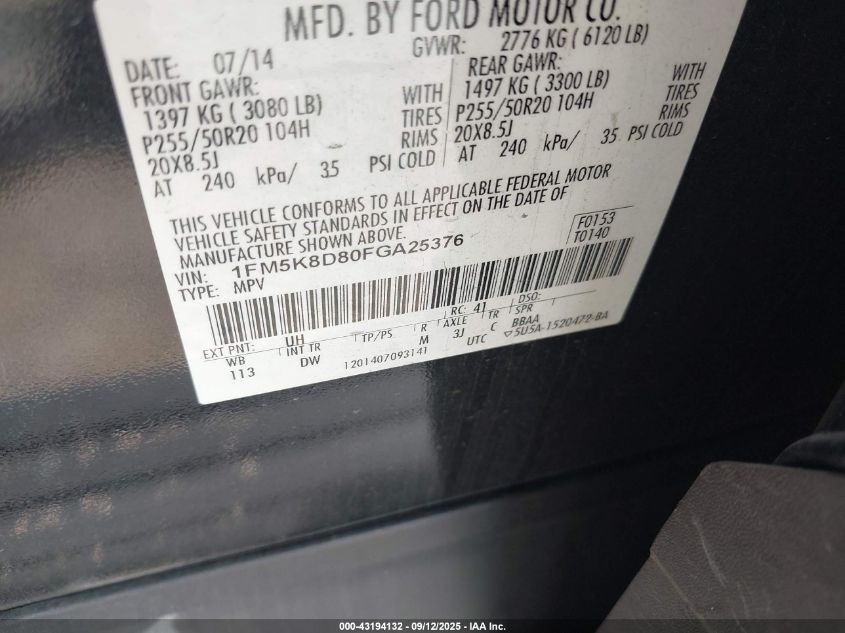 MFD. BY FORD MOTOR CO.
DATE: 07/14 GVWR: 2776 KG ( 6120 LB)
FRONT GAWR: REAR GAWR:
1397 KG ( 3080 LB) WITH 1497 KG ( 3300 LB) WITH
P255/50R20 104H TIRES P255/50R20 104H TIRES
20X8.5J RIMS 20X8.5J RIMS
AT 240 kPa/ 35 PSI COLD AT 240 kPa/ 35 PSI COLD
THIS VEHICLE CONFORMS TO ALL APPLICABLE FEDERAL MOTOR
VEHICLE SAFETY STANDARDS IN EFFECT ON THE DATE OF
MANUFACTURE SHOWN ABOVE.
VIN: 1FM5K8D80FGA25376 F0153
TYPE: MPV T0140
EXT PNT: UH RC: 41 DSO:
WB INT TR TP/PS R AXLE TR SPR
113 DW M 3J C BBAA
1201407093141 UTC ▽5U5A-1520472-BA
000-43194132 - 09/12/2025 - IAA Inc.